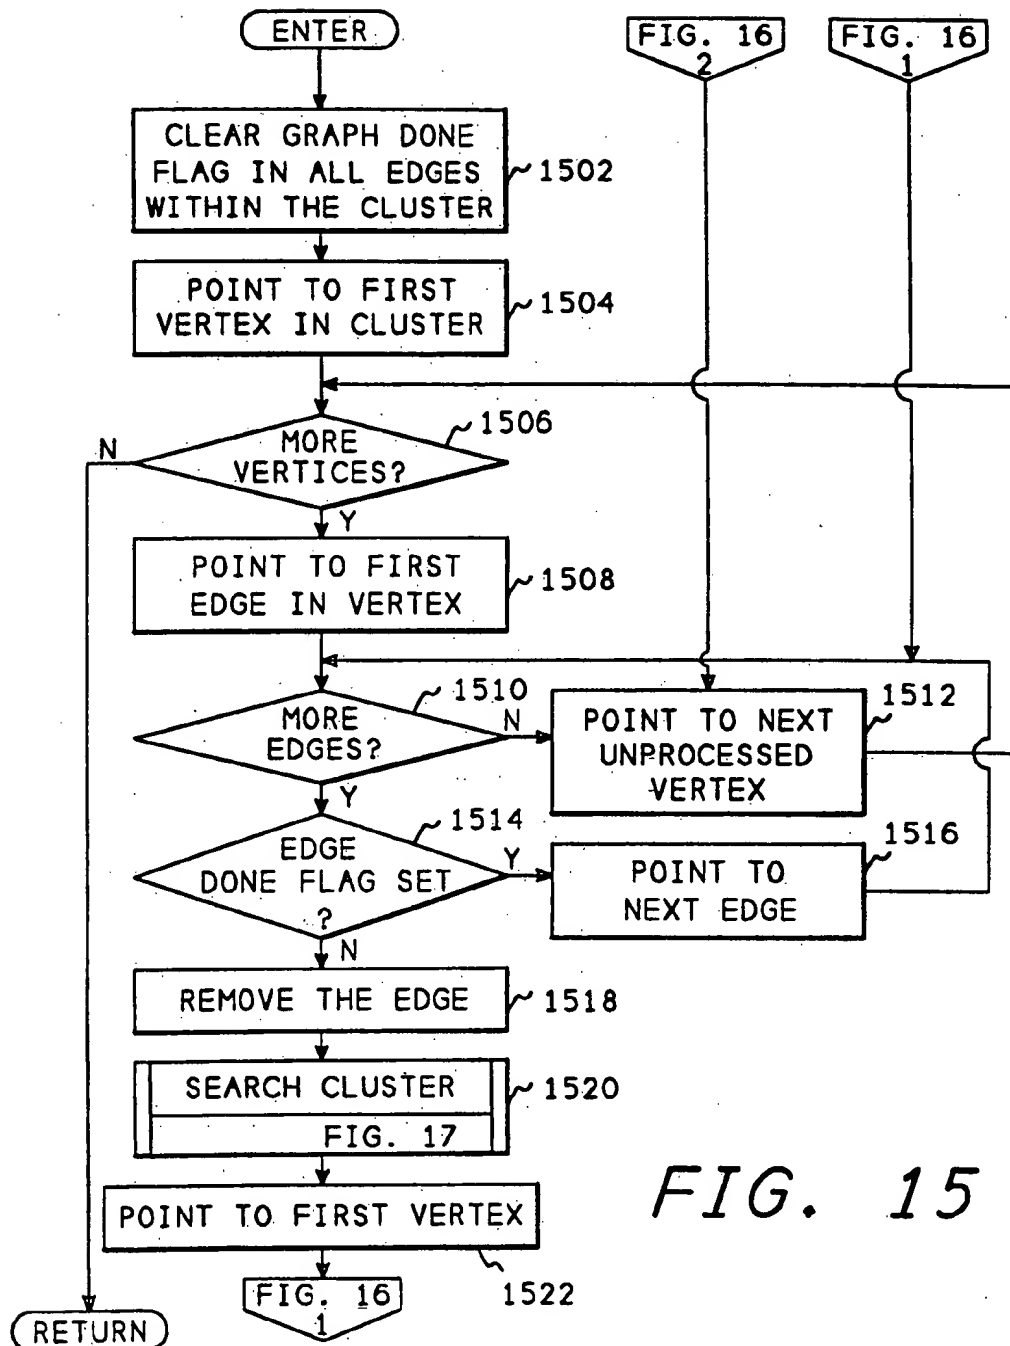 ENTER
FIG. 16
2
FIG. 16
1
CLEAR GRAPH DONE
FLAG IN ALL EDGES
WITHIN THE CLUSTER
1502
POINT TO FIRST
VERTEX IN CLUSTER
1504
1506
N
MORE
VERTICES?
Y
POINT TO FIRST
EDGE IN VERTEX
1508
1510
MORE
EDGES?
N
Y
1512
POINT TO NEXT
UNPROCESSED
VERTEX
1514
EDGE
DONE FLAG SET
?
Y
N
1516
POINT TO
NEXT EDGE
REMOVE THE EDGE
1518
SEARCH CLUSTER
FIG. 17
1520
POINT TO FIRST VERTEX
1522
FIG. 16
1
RETURN
FIG. 15